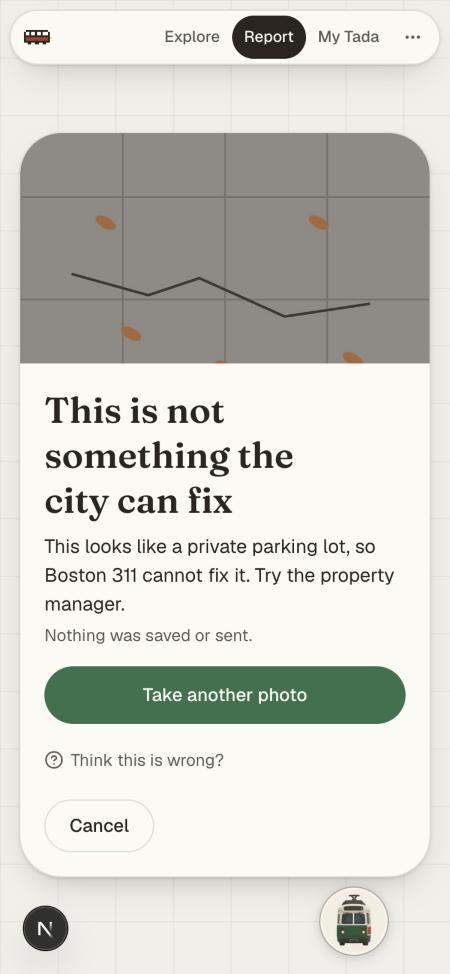 Explore Report My Tada
This is not
something the
city can fix
This looks like a private parking lot, so
Boston 311 cannot fix it. Try the property
manager.
Nothing was saved or sent.
Take another photo
Think this is wrong?
Cancel
N